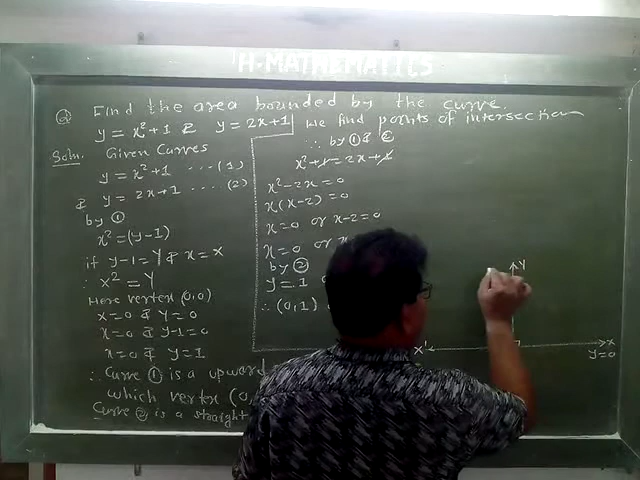 H-MATHEMATICS
Q Find the area bounded by the curve.
y = x²+1 & y = 2x+1
Soln. Given Curves
y = x²+1 ---- (1)
& y = 2x+1 .... (2)
by ①
x² = (y-1)
if y-1 = Y & x = X
∴ X² = Y
Here vertex (0,0)
X=0 & Y=0
x=0 & y-1=0
x=0 & y=1
∴ Curve ① is a upward
which vertex (0,
Curve ② is a straight
We find points of intersection
∴ by ① & ②
x²+1 = 2x+1
x²-2x=0
x(x-2)=0
x=0 or x-2=0
x=0 or x
by ②
y=1
∴ (0,1)
Y
X'
X
y=0